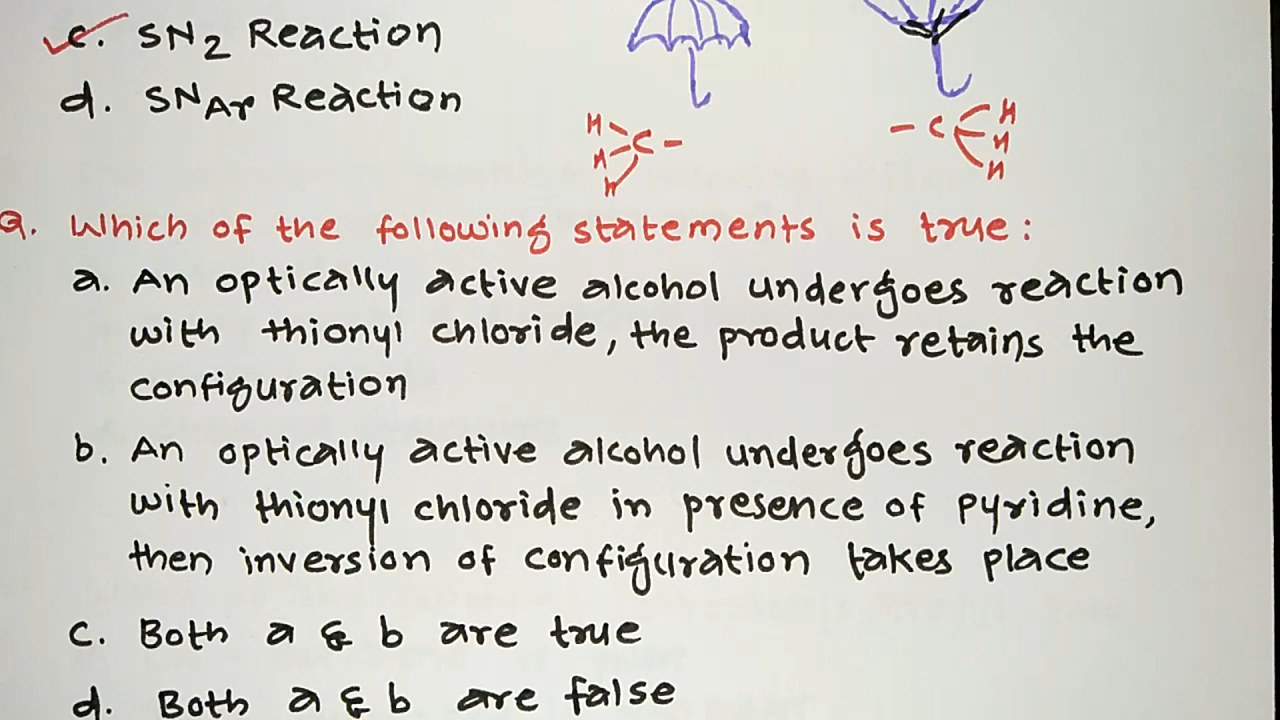 c. SN2 Reaction
d. SNAr Reaction
H
H C -
H
- C H
H
H
Q. Which of the following statements is true:
a. An optically active alcohol undergoes reaction
with thionyl chloride, the product retains the
configuration
b. An optically active alcohol undergoes reaction
with thionyl chloride in presence of pyridine,
then inversion of configuration takes place
c. Both a & b are true
d. Both a & b are false